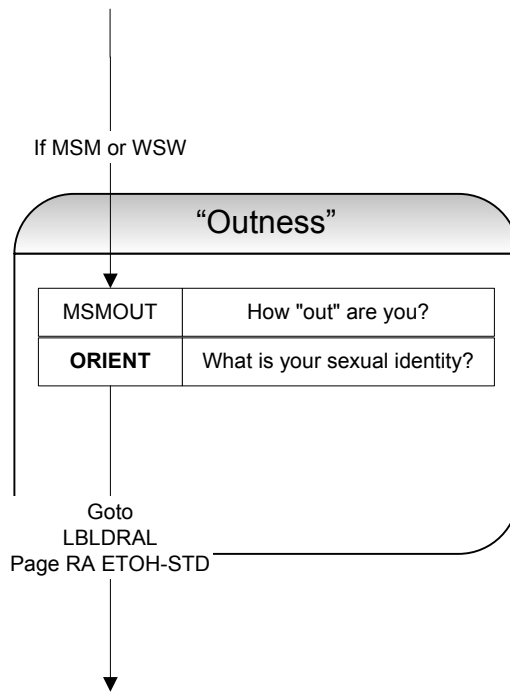 If MSM or WSW
“Outness”
MSMOUT How "out" are you?
ORIENT What is your sexual identity?
Goto
LBLDRAL
Page RA ETOH-STD